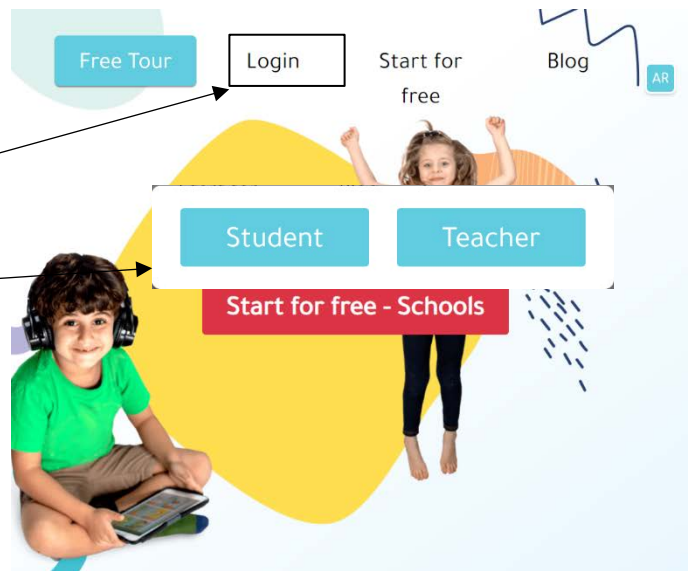 Free Tour
Login
Start for
free
Blog
AR
Student
Teacher
Start for free - Schools